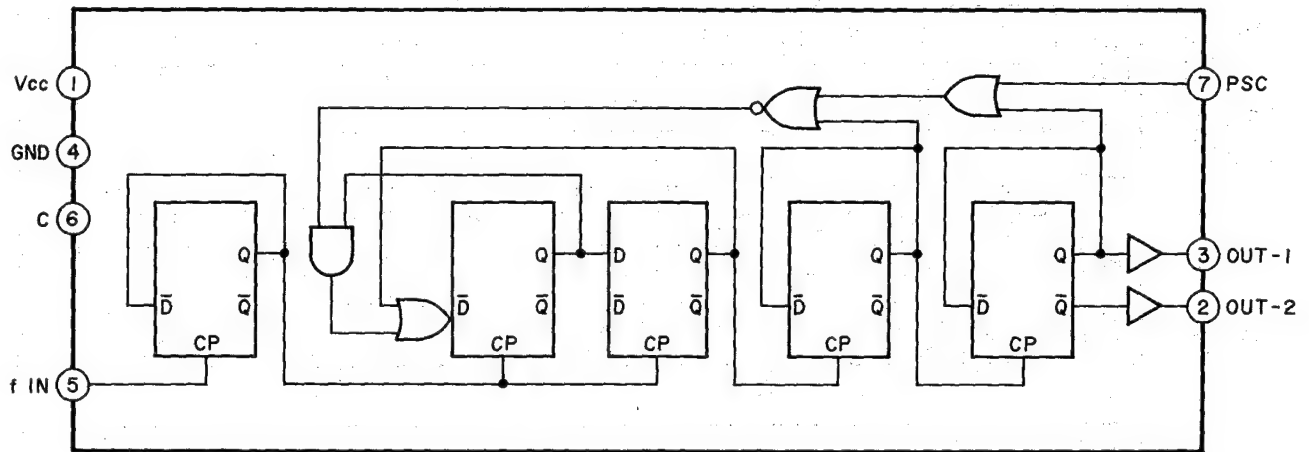 Vcc 1
7 PSC
GND 4
C 6
Q
Q
D
Q
Q
Q
3 OUT-1
D̅
Q̅
D̅
Q̅
D̅
Q̅
D̅
Q̅
D̅
Q̅
2 OUT-2
CP
CP
CP
CP
CP
f IN 5